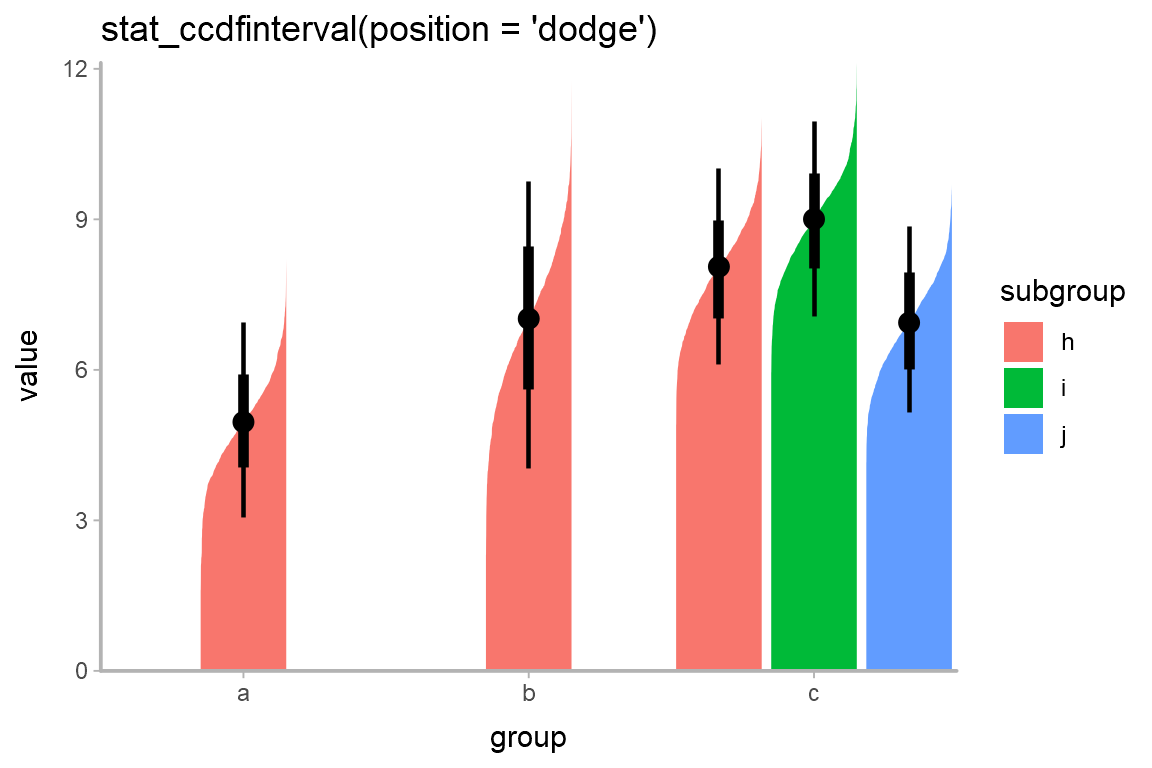 stat_ccdfinterval(position = 'dodge')
12
9
6
3
0
value
a
b
c
group
subgroup
h
i
j